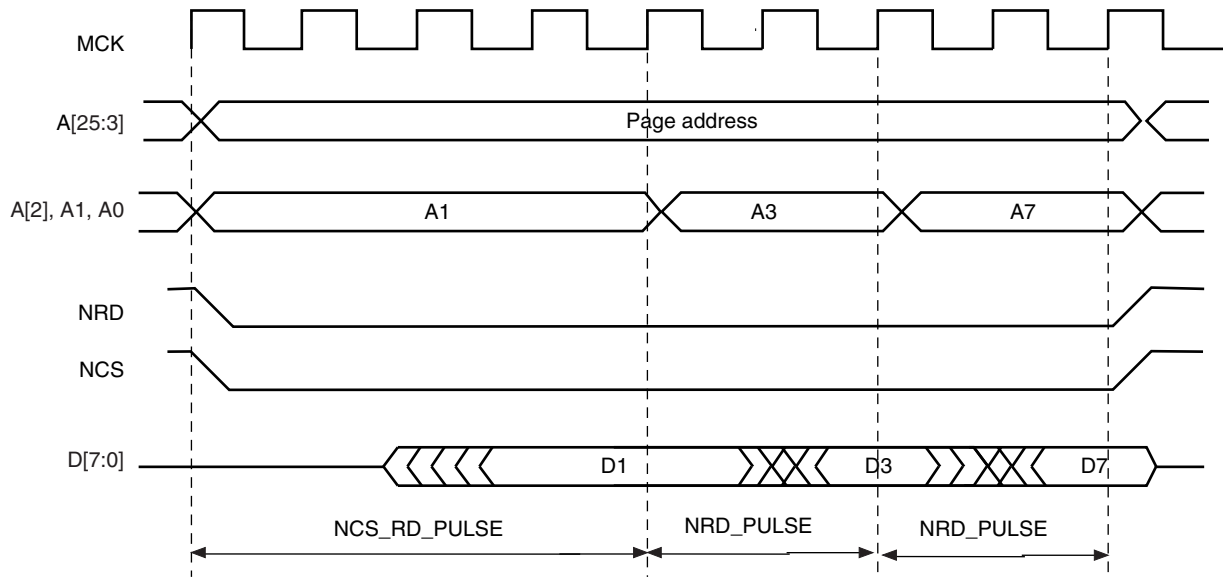 MCK
A[25:3]
Page address
A[2], A1, A0
A1
A3
A7
NRD
NCS
D[7:0]
D1
D3
D7
NCS_RD_PULSE
NRD_PULSE
NRD_PULSE